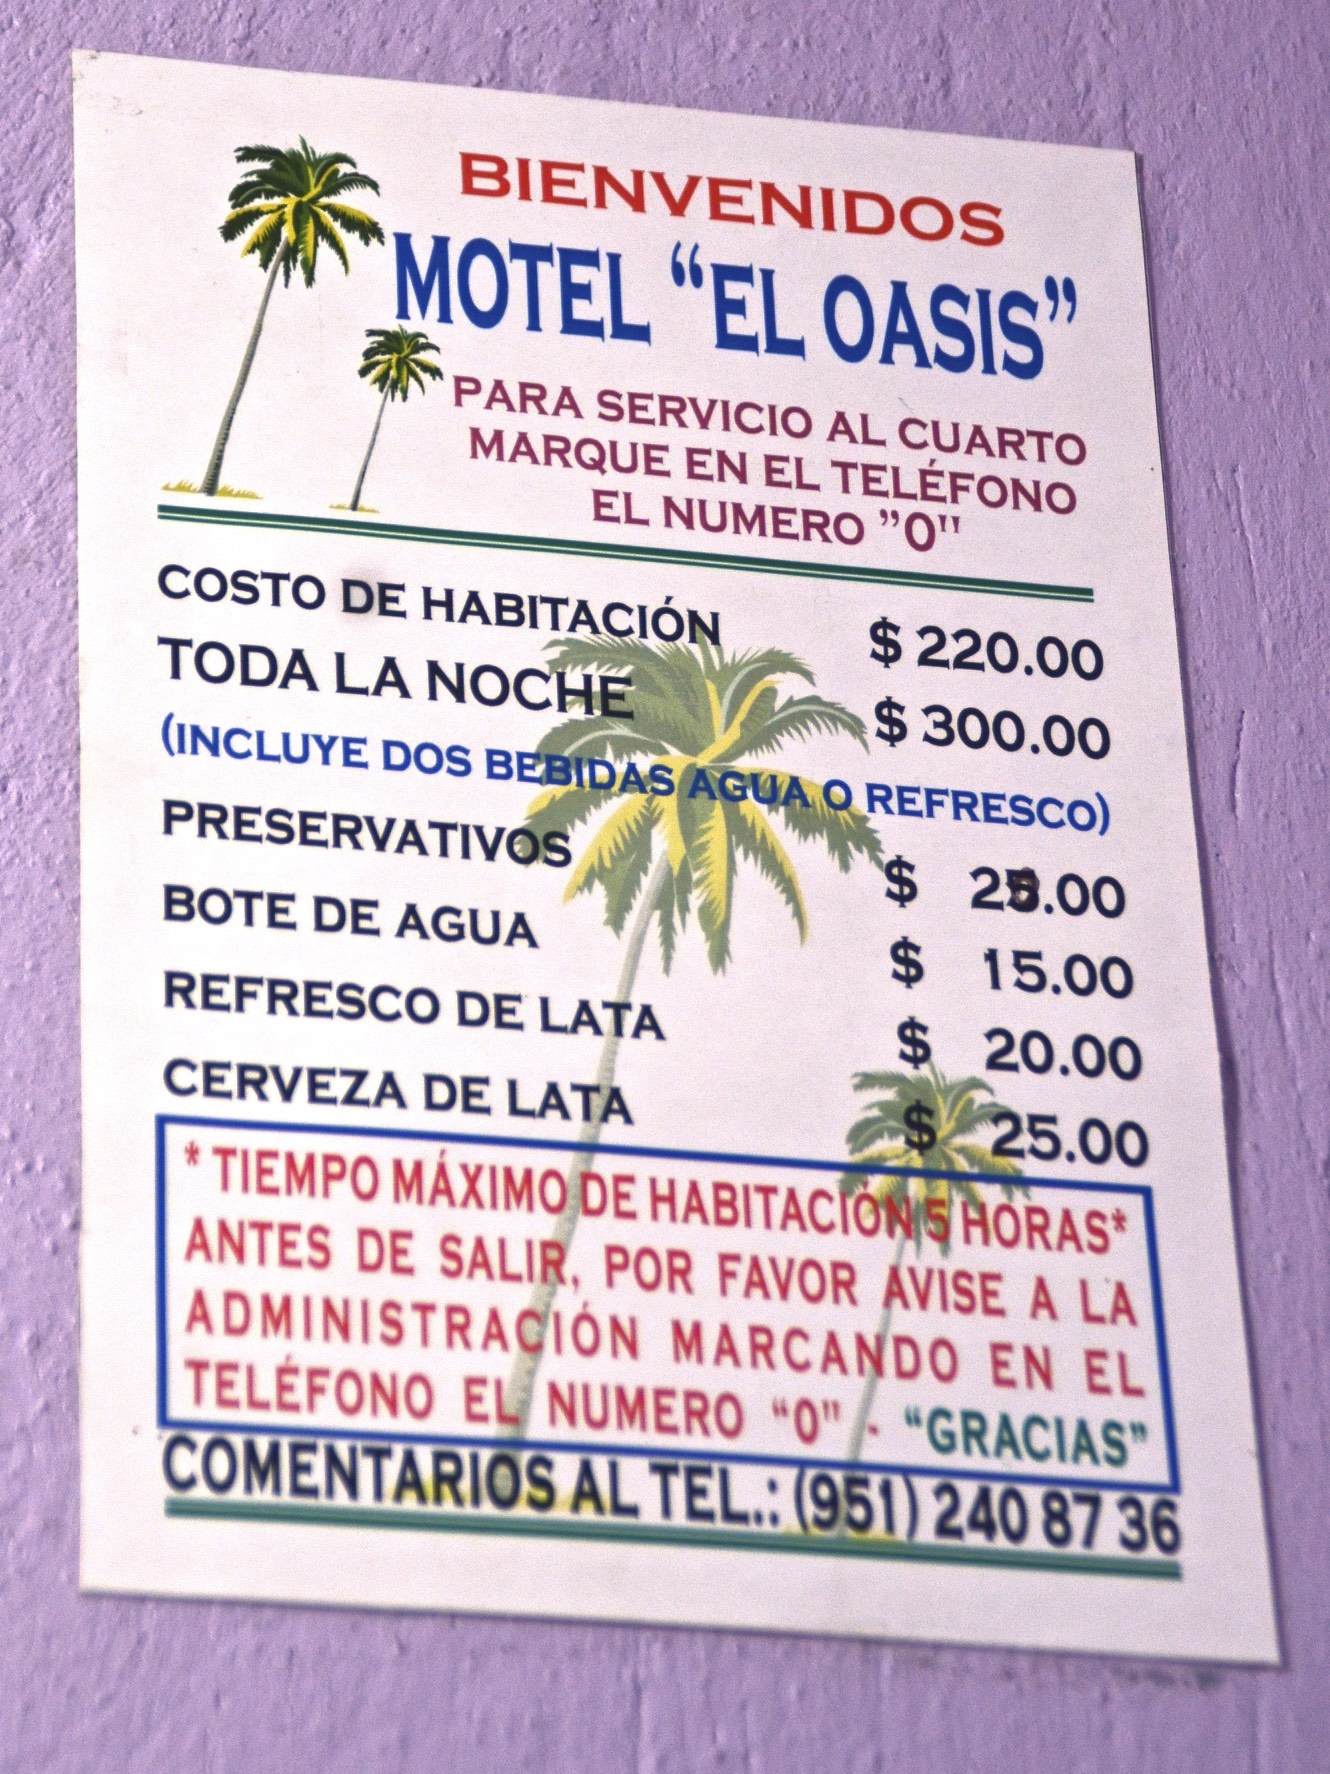 BIENVENIDOS
MOTEL “EL OASIS”
PARA SERVICIO AL CUARTO
MARQUE EN EL TELÉFONO
EL NUMERO ”0"
COSTO DE HABITACIÓN $ 220.00
TODA LA NOCHE $ 300.00
(INCLUYE DOS BEBIDAS AGUA O REFRESCO)
PRESERVATIVOS $
BOTE DE AGUA $ 15.00
REFRESCO DE LATA $ 20.00
CERVEZA DE LATA $ 25.00
* TIEMPO MÁXIMO DE HABITACIÓN 5 HORAS*
ANTES DE SALIR, POR FAVOR AVISE A LA
ADMINISTRACIÓN MARCANDO EN EL
TELÉFONO EL NUMERO “0" - “GRACIAS”
COMENTARIOS AL TEL.: (951) 240 87 36